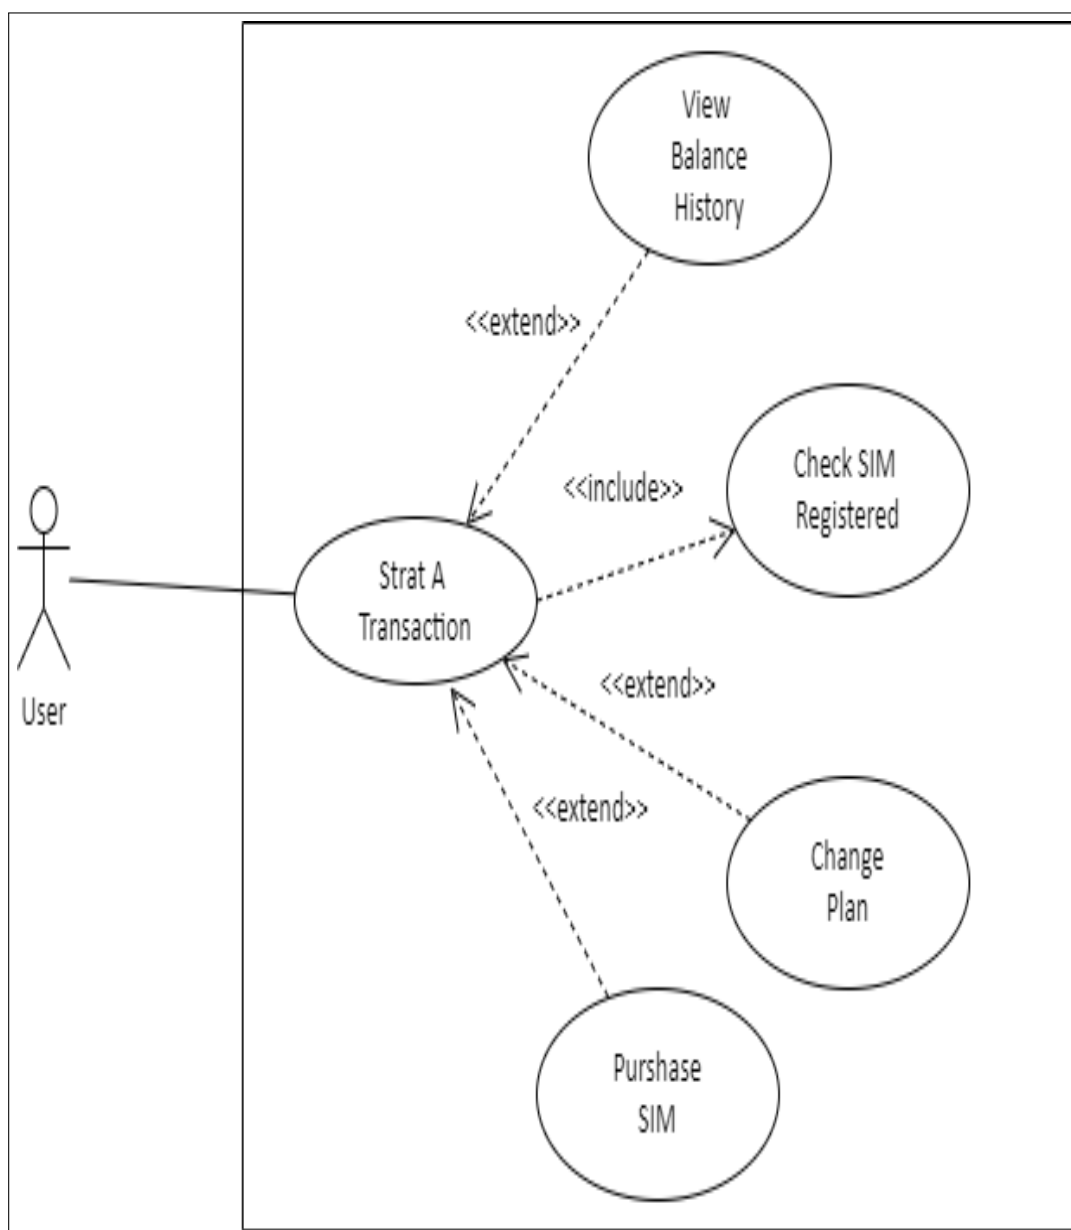 View
Balance
History
<<extend>>
<<include>>
Check SIM
Registered
Strat A
Transaction
User
<<extend>>
<<extend>>
Change
Plan
Purshase
SIM